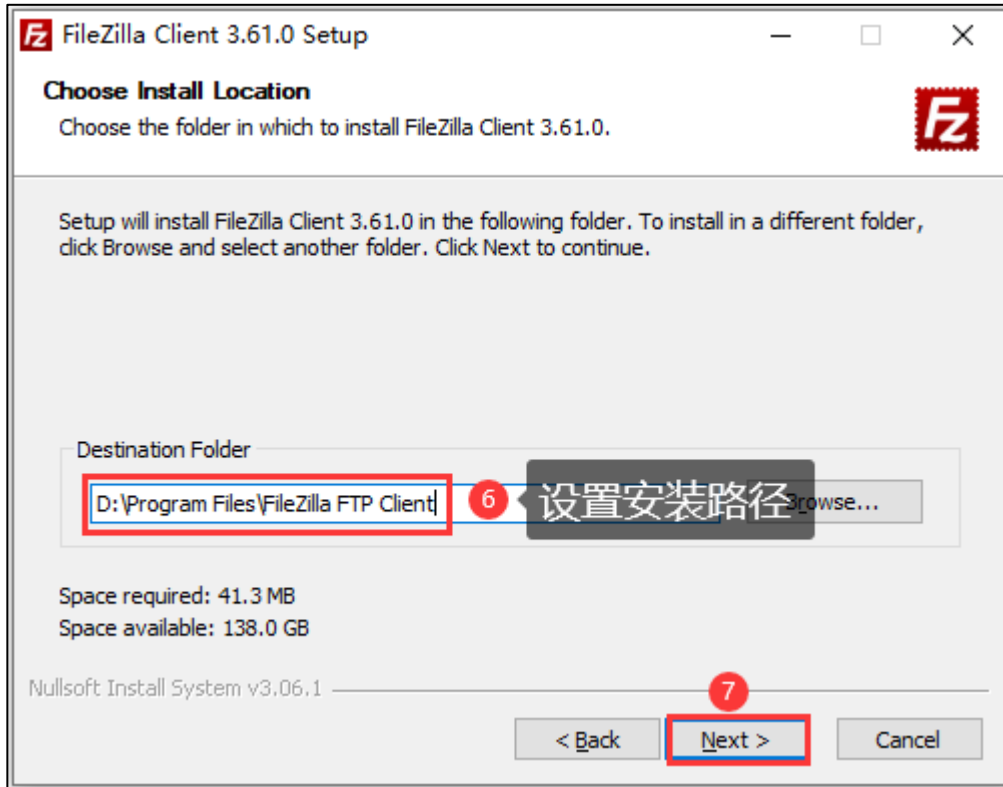 FileZilla Client 3.61.0 Setup
Choose Install Location
Choose the folder in which to install FileZilla Client 3.61.0.
Fz
Setup will install FileZilla Client 3.61.0 in the following folder. To install in a different folder,
click Browse and select another folder. Click Next to continue.
Destination Folder
D:\Program Files\FileZilla FTP Client
6
设置安装路径
Browse...
Space required: 41.3 MB
Space available: 138.0 GB
Nullsoft Install System v3.06.1
7
< Back
Next >
Cancel